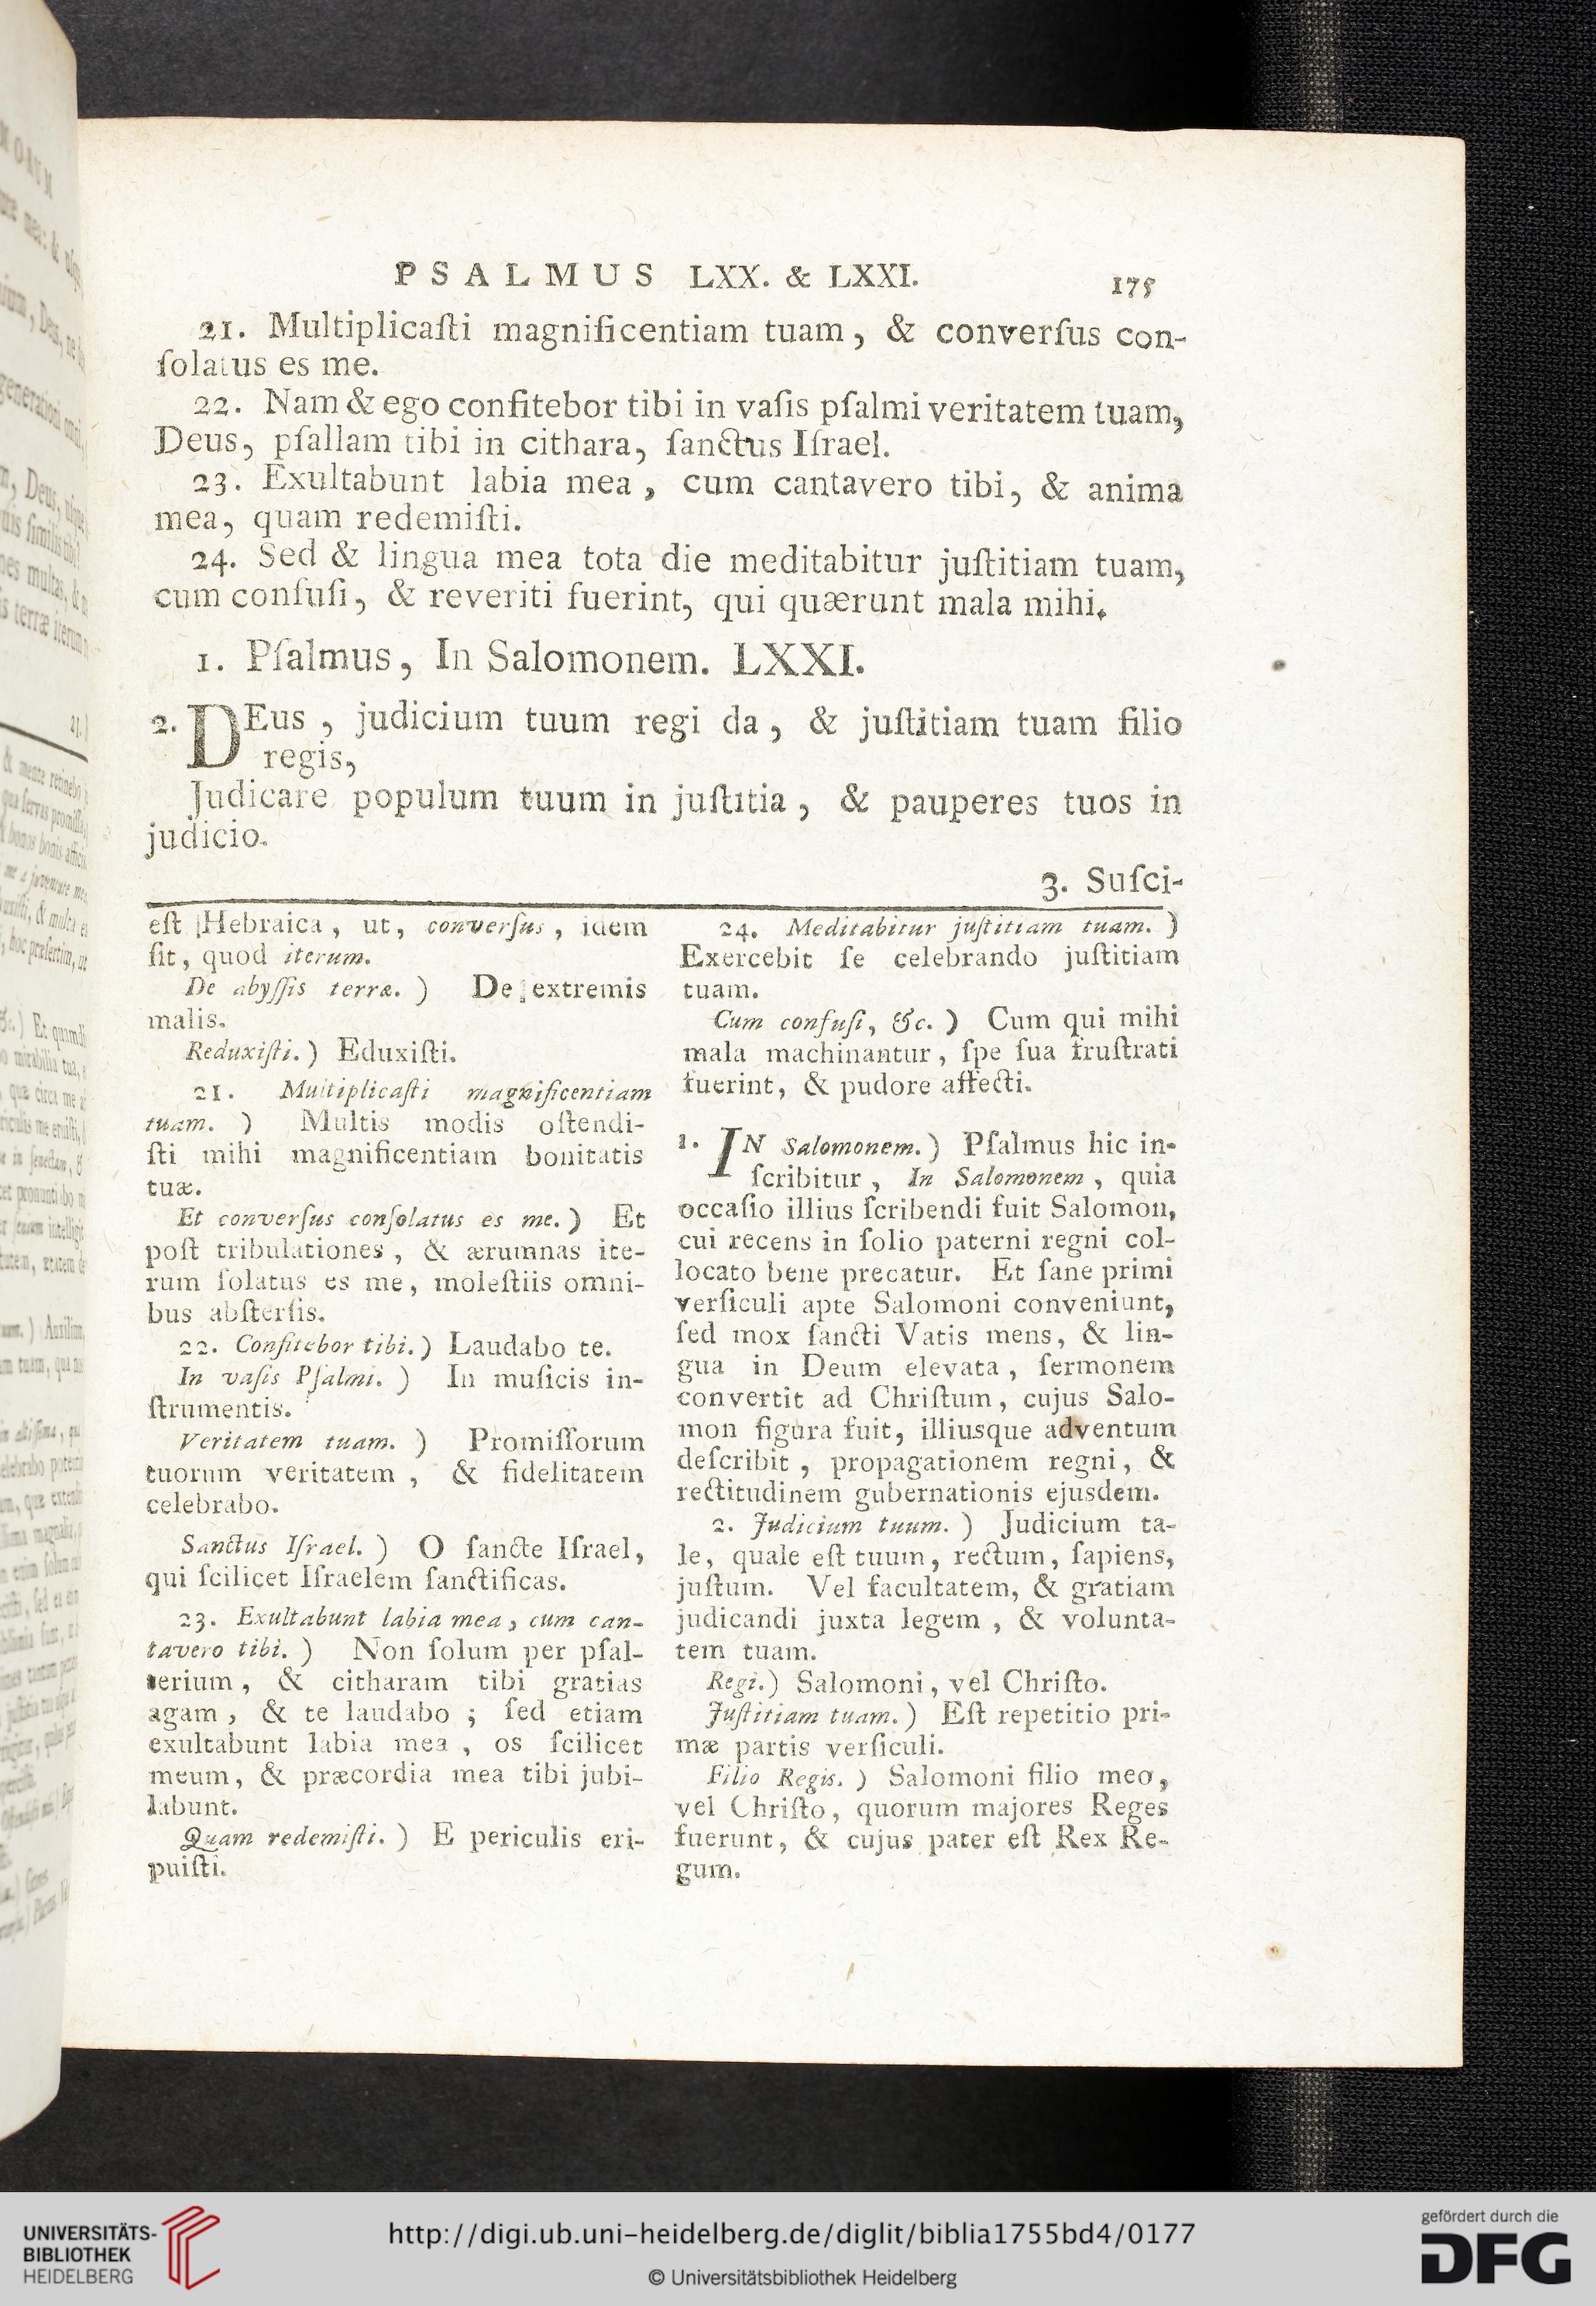 PSALMUS LXX. & LXXI. 175
21. Multiplicaſti magnificentiam tuam, & converſus con-
ſolatus es me.
22. Nam & ego confitebor tibi in vaſis pſalmi veritatem tuam,
Deus, pſallam tibi in cithara, ſanctus Iſrael.
23. Exultabunt labia mea, cum cantavero tibi, & anima
mea, quam redemiſti.
24. Sed & lingua mea tota die meditabitur juſtitiam tuam,
cum confuſi, & reveriti fuerint, qui quærunt mala mihi.
1. Pſalmus, In Salomonem. LXXI.
2. DEus, judicium tuum regi da, & juſtitiam tuam filio
regis,
Judicare populum tuum in juſtitia, & pauperes tuos in
judicio.
3. Suſci-
eſt Hebraica, ut, converſus, idem
ſit, quod iterum.
De abyſſis terræ.) De extremis
malis.
Reduxiſti.) Eduxiſti.
21. Multiplicaſti magnificentiam
tuam.) Multis modis oſtendi-
ſti mihi magnificentiam bonitatis
tuæ.
Et converſus conſolatus es me.) Et
poſt tribulationes, & ærumnas ite-
rum ſolatus es me, moleſtiis omni-
bus abſterſis.
22. Confitebor tibi.) Laudabo te.
In vaſis Pſalmi.) In muſicis in-
ſtrumentis.
Veritatem tuam.) Promiſſorum
tuorum veritatem, & fidelitatem
celebrabo.
Sanctus Iſrael.) O ſancte Iſrael,
qui ſcilicet Iſraelem ſanctificas.
23. Exultabunt labia mea, cum can-
tavero tibi.) Non ſolum per pſal-
terium, & citharam tibi gratias
agam, & te laudabo; ſed etiam
exultabunt labia mea, os ſcilicet
meum, & præcordia mea tibi jubi-
labunt.
Quam redemiſti.) E periculis eri-
puiſti.
24. Meditabitur juſtitiam tuam.)
Exercebit ſe celebrando juſtitiam
tuam.
Cum confuſi, &c.) Cum qui mihi
mala machinantur, ſpe ſua fruſtrati
fuerint, & pudore affecti.
1. IN Salomonem.) Pſalmus hic in-
ſcribitur, In Salomonem, quia
occaſio illius ſcribendi fuit Salomon,
cui recens in ſolio paterni regni col-
locato bene precatur. Et ſane primi
verſiculi apte Salomoni conveniunt,
ſed mox ſancti Vatis mens, & lin-
gua in Deum elevata, ſermonem
convertit ad Chriſtum, cujus Salo-
mon figura fuit, illiusque adventum
deſcribit, propagationem regni, &
rectitudinem gubernationis ejusdem.
2. Judicium tuum.) Judicium ta-
le, quale eſt tuum, rectum, ſapiens,
juſtum. Vel facultatem, & gratiam
judicandi juxta legem, & volunta-
tem tuam.
Regi.) Salomoni, vel Chriſto.
Juſtitiam tuam.) Eſt repetitio pri-
mæ partis verſiculi.
Filio Regis.) Salomoni filio meo,
vel Chriſto, quorum majores Reges
fuerunt, & cujus pater eſt Rex Re-
gum.
UNIVERSITÄTS-
BIBLIOTHEK
HEIDELBERG
http://digi.ub.uni-heidelberg.de/diglit/biblia1755bd4/0177
© Universitätsbibliothek Heidelberg
gefördert durch die
DFG